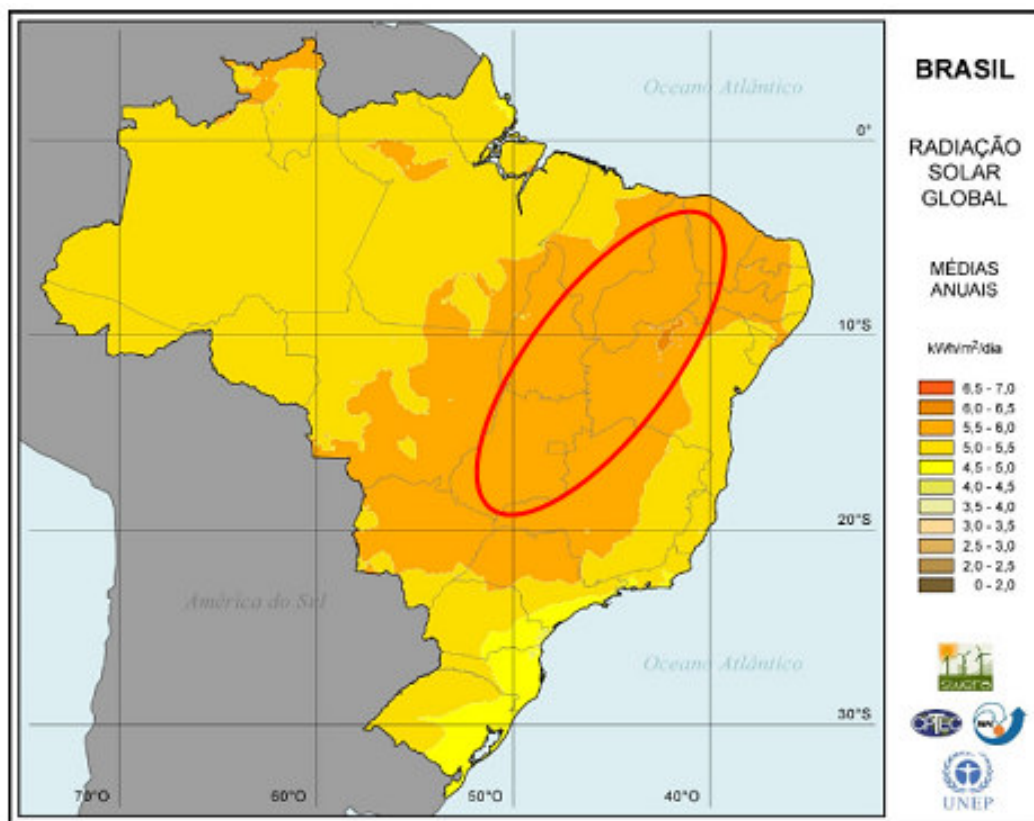 BRASIL
RADIAÇÃO
SOLAR
GLOBAL
MÉDIAS
ANUAIS
kWh/m²/dia
6,5 - 7,0
6,0 - 6,5
5,5 - 6,0
5,0 - 5,5
4,5 - 5,0
4,0 - 4,5
3,5 - 4,0
3,0 - 3,5
2,5 - 3,0
2,0 - 2,5
0 - 2,0
Oceano Atlântico
0°
10°S
20°S
América do Sul
Oceano Atlântico
30°S
70°O
60°O
50°O
40°O
CPTEC
UNEP